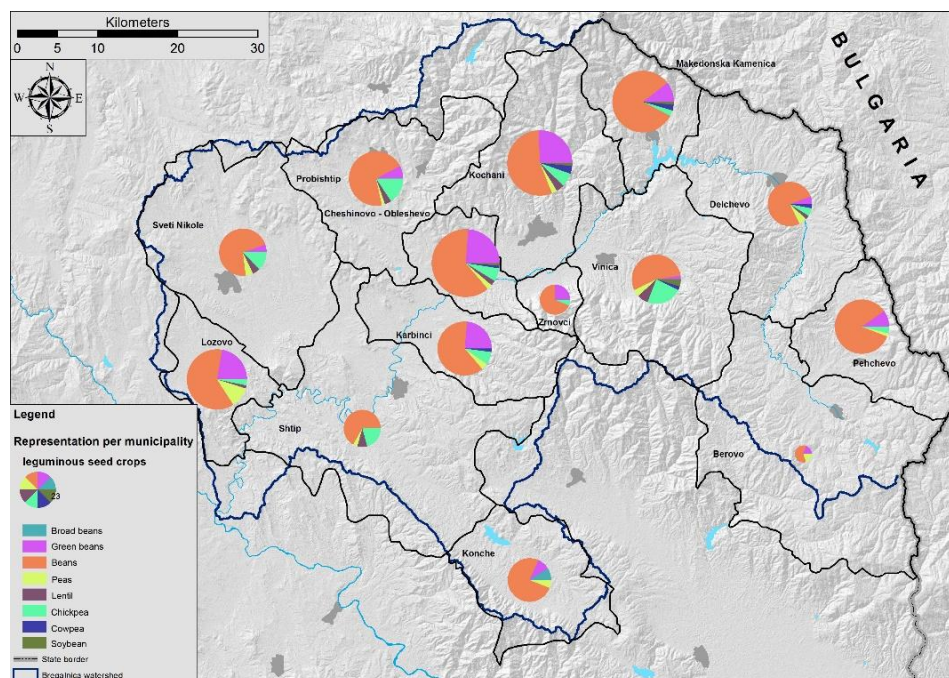 Kilometers
0 5 10 20 30
N
W E
S
BULGARIA
Makedonska Kamenica
Probishtip
Kochani
Cheshinovo - Obleshevo
Delchevo
Sveti Nikole
Vinica
Zrnovci
Karbinci
Lozovo
Pehchevo
Shtip
Berovo
Konche
Legend
Representation per municipality
leguminous seed crops
23
Broad beans
Green beans
Beans
Peas
Lentil
Chickpea
Cowpea
Soybean
State border
Bregalnica watershed